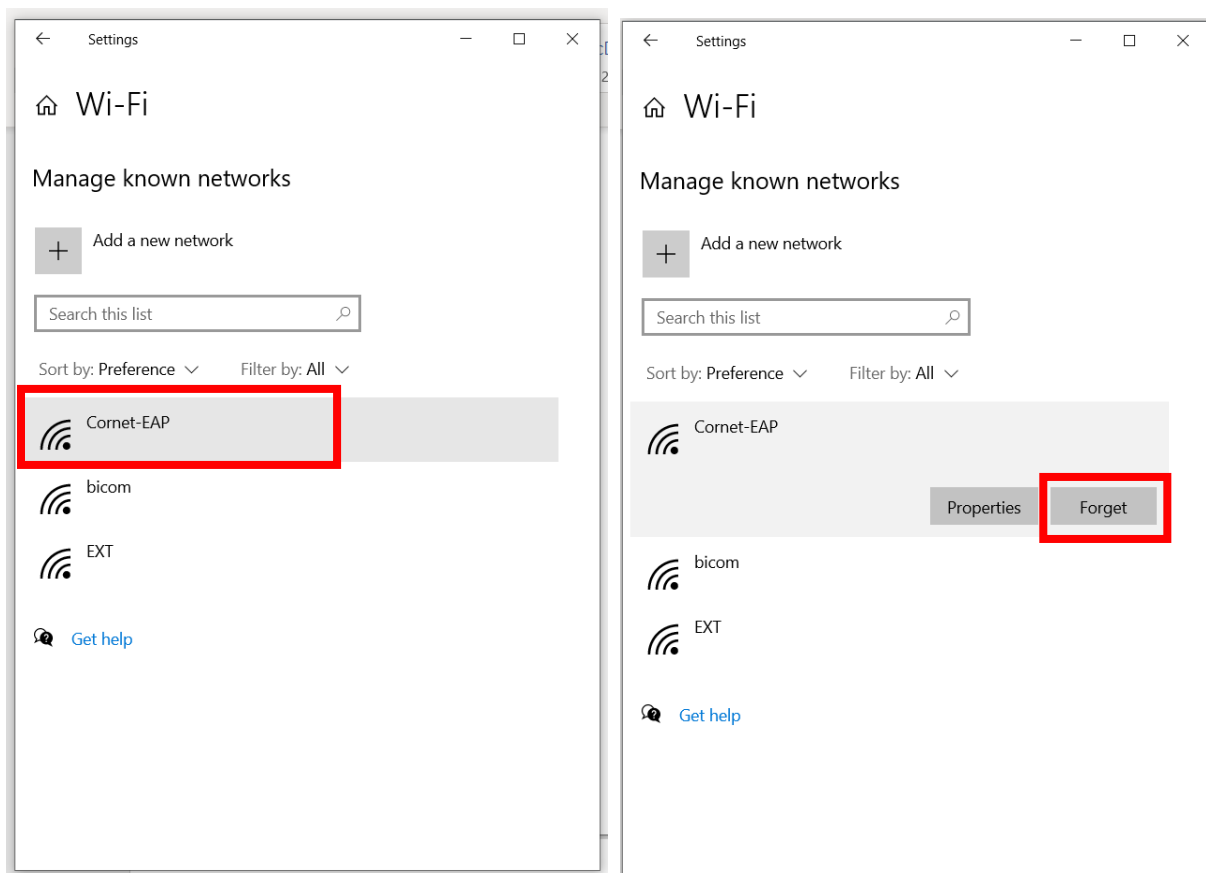 Settings
Wi-Fi
Manage known networks
Add a new network
Search this list
Sort by: Preference Filter by: All
Cornet-EAP
bicom
EXT
Get help
Settings
Wi-Fi
Manage known networks
Add a new network
Search this list
Sort by: Preference Filter by: All
Cornet-EAP
Properties Forget
bicom
EXT
Get help